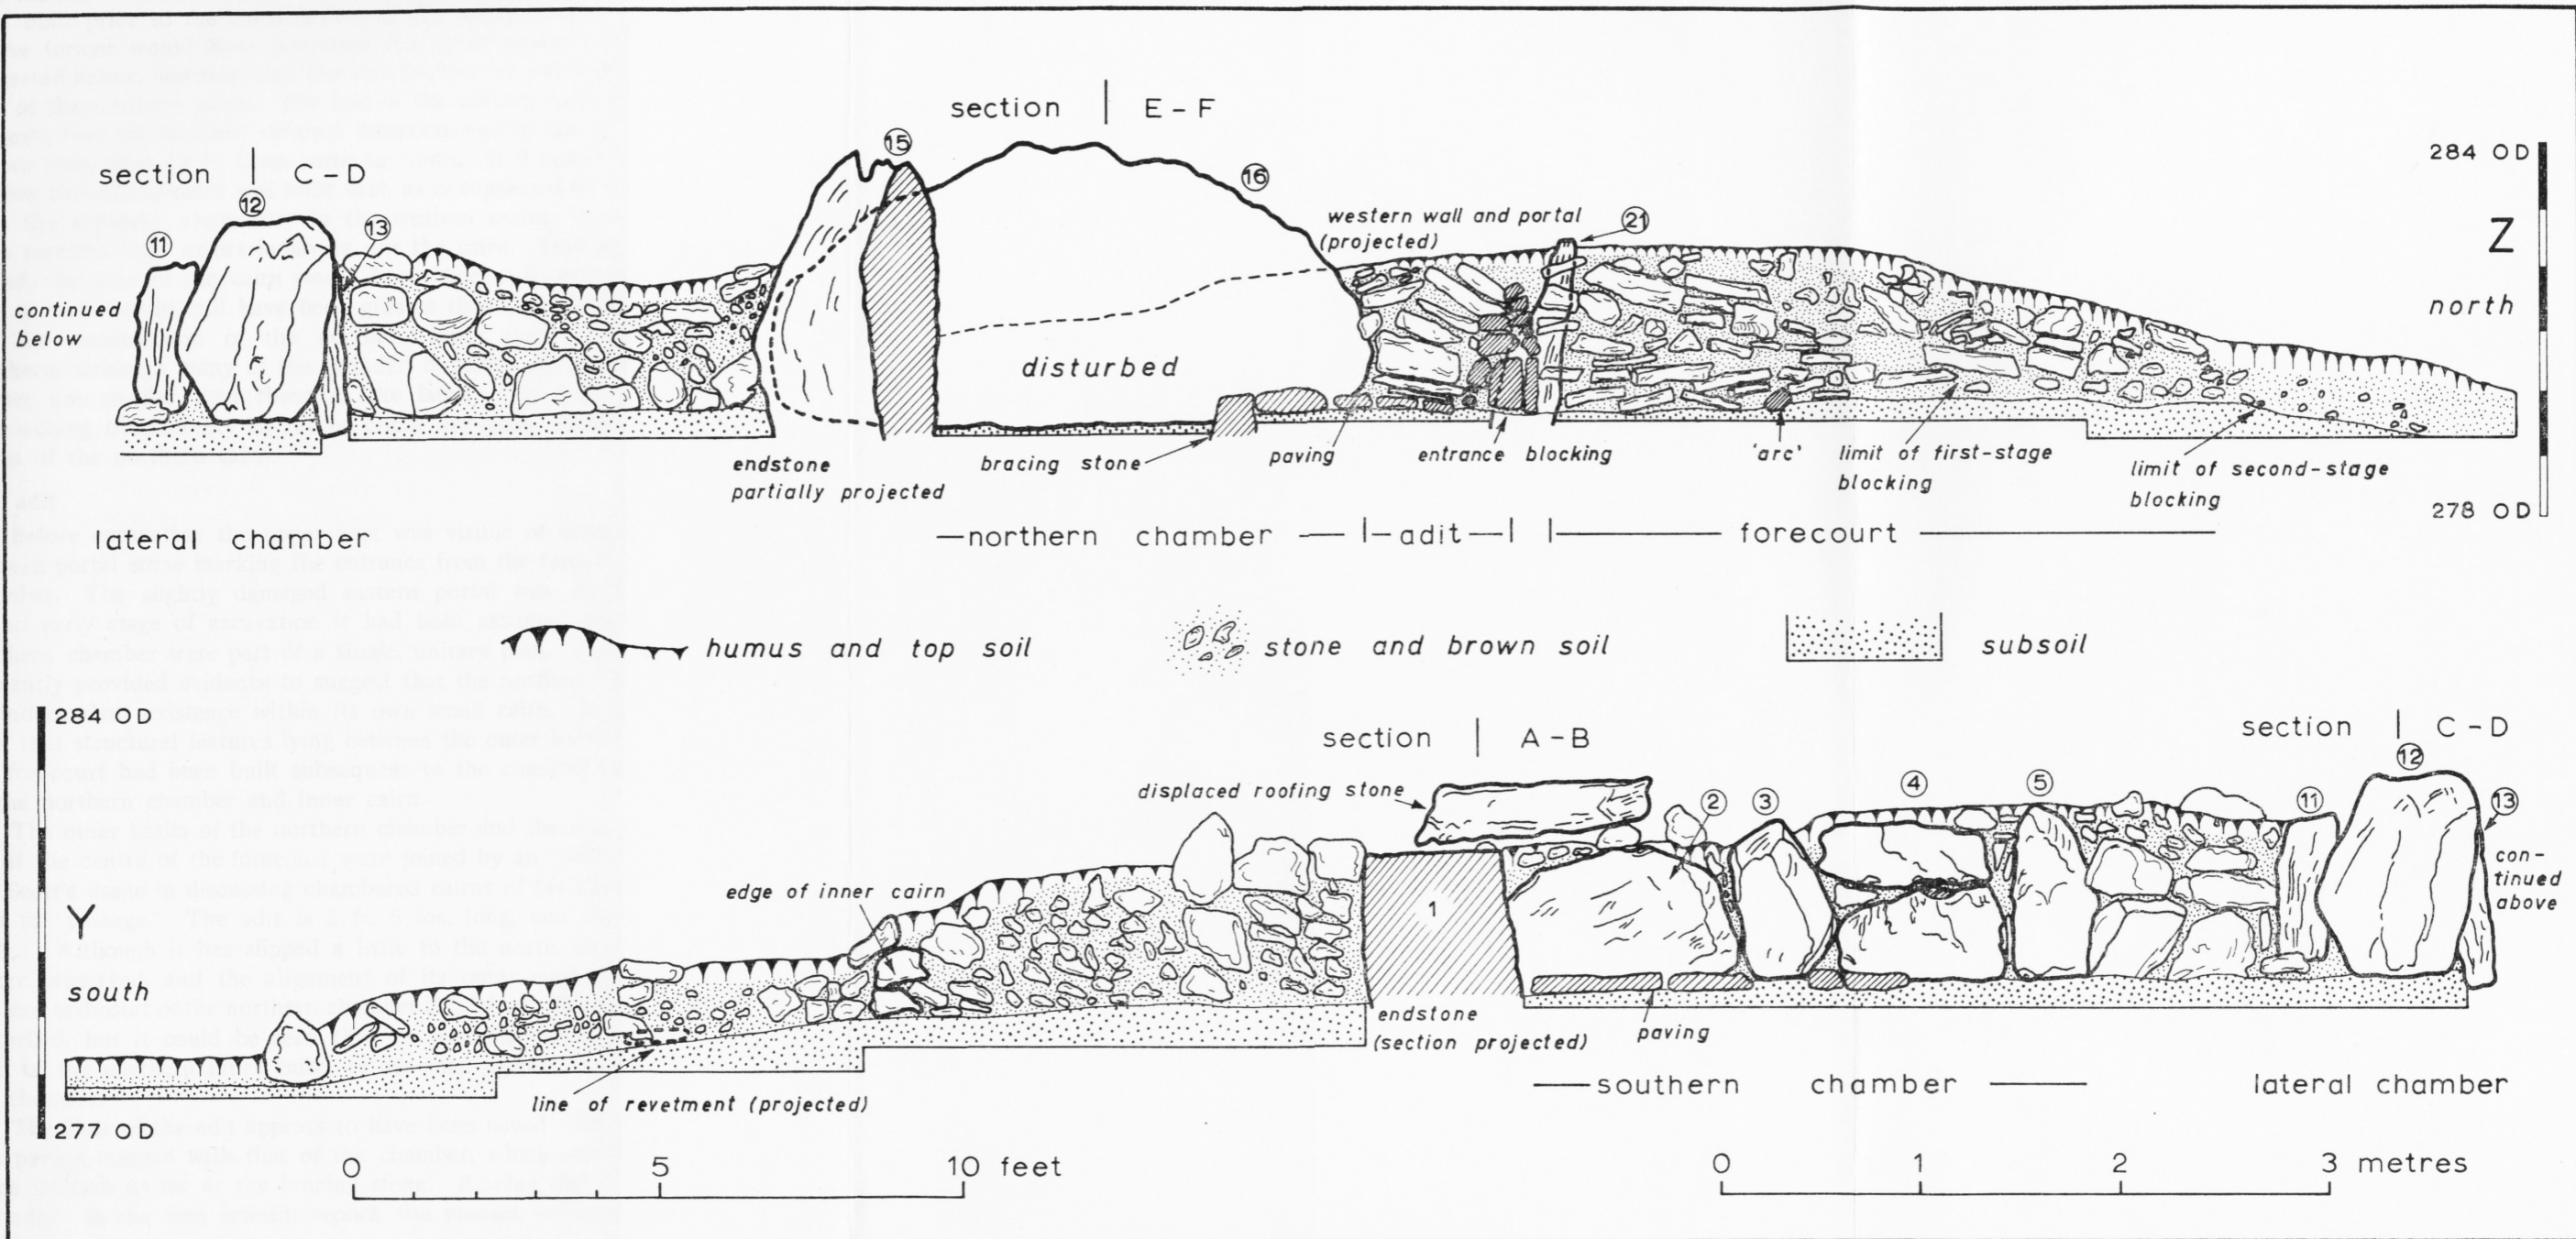 section | E-F
15
284 OD
section | C-D
16
12
western wall and portal
(projected)
21
Z
11
13
north
continued
below
disturbed
endstone
partially projected
bracing stone
paving
entrance blocking
'arc'
limit of first-stage
blocking
limit of second-stage
blocking
278 OD
lateral chamber
northern chamber
adit
forecourt
humus and top soil
stone and brown soil
subsoil
284 OD
section | A-B
section | C-D
12
displaced roofing stone
2
3
4
5
11
13
con-
tinued
above
edge of inner cairn
Y
1
south
endstone
(section projected)
paving
southern chamber
lateral chamber
line of revetment (projected)
277 OD
0 5 10 feet
0 1 2 3 metres